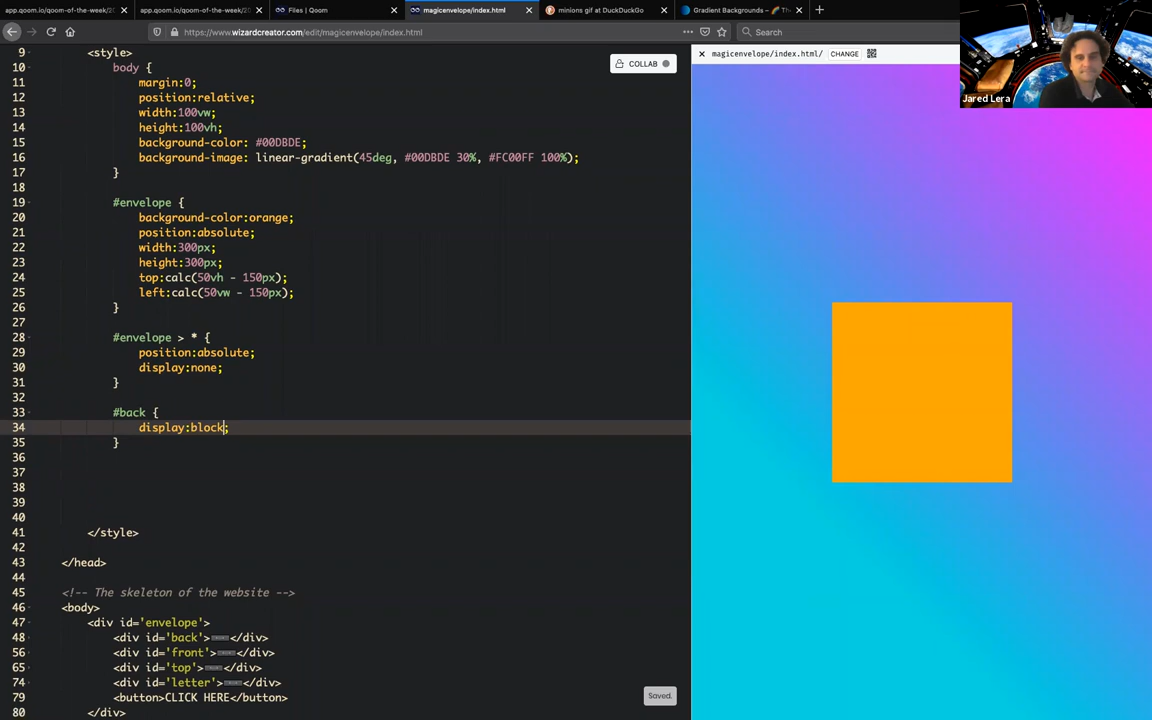 app.qoom.io/qoom-of-the-week/2
app.qoom.io/qoom-of-the-week/2
Files | Qoom
magicenvelope/index.html
minions gif at DuckDuckGo
Gradient Backgrounds –
https://www.wizardcreator.com/edit/magicenvelope/index.html
Search
9 <style>
10 body {
11 margin:0;
12 position:relative;
13 width:100vw;
14 height:100vh;
15 background-color: #00DBDE;
16 background-image: linear-gradient(45deg, #00DBDE 30%, #FC00FF 100%);
17 }
18
19 #envelope {
20 background-color:orange;
21 position:absolute;
22 width:300px;
23 height:300px;
24 top:calc(50vh - 150px);
25 left:calc(50vw - 150px);
26 }
27
28 #envelope > * {
29 position:absolute;
30 display:none;
31 }
32
33 #back {
34 display:block;
35 }
36
37
38
39
40
41 </style>
42
43 </head>
44
45 <!-- The skeleton of the website -->
46 <body>
47 <div id='envelope'>
48 <div id='back'></div>
56 <div id='front'></div>
65 <div id='top'></div>
74 <div id='letter'></div>
79 <button>CLICK HERE</button>
80 </div>
COLLAB
Saved.
magicenvelope/index.html/
CHANGE
Jared Lera